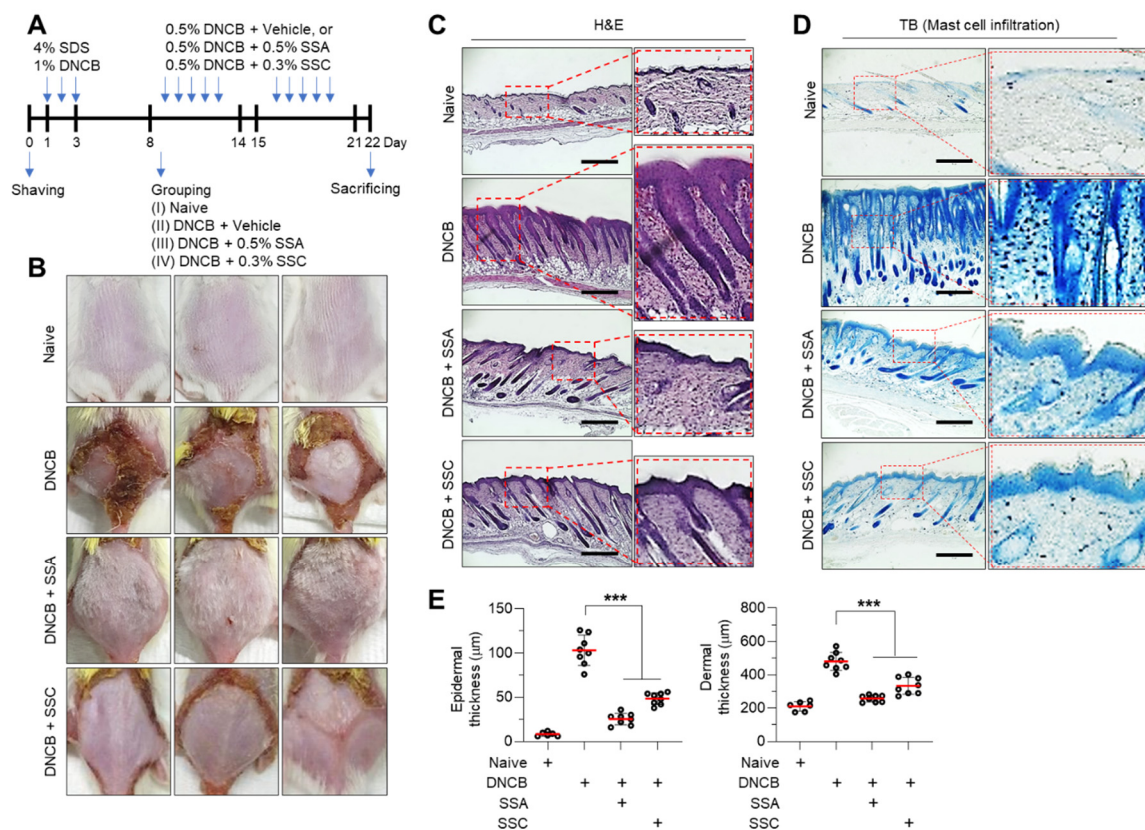 A
4% SDS
1% DNCB
0.5% DNCB + Vehicle, or
0.5% DNCB + 0.5% SSA
0.5% DNCB + 0.3% SSC
0 1 3 8 14 15 21 22 Day
Shaving
Grouping
Sacrificing
(I) Naive
(II) DNCB + Vehicle
(III) DNCB + 0.5% SSA
(IV) DNCB + 0.3% SSC
B
Naive
DNCB
DNCB + SSA
DNCB + SSC
C
H&E
Naive
DNCB
DNCB + SSA
DNCB + SSC
D
TB (Mast cell infiltration)
Naive
DNCB
DNCB + SSA
DNCB + SSC
E
Epidermal
thickness (μm)
150
100
50
0
***
Naive +
DNCB + + +
SSA +
SSC +
Dermal
thickness (μm)
800
600
400
200
0
***
Naive +
DNCB + + +
SSA +
SSC +